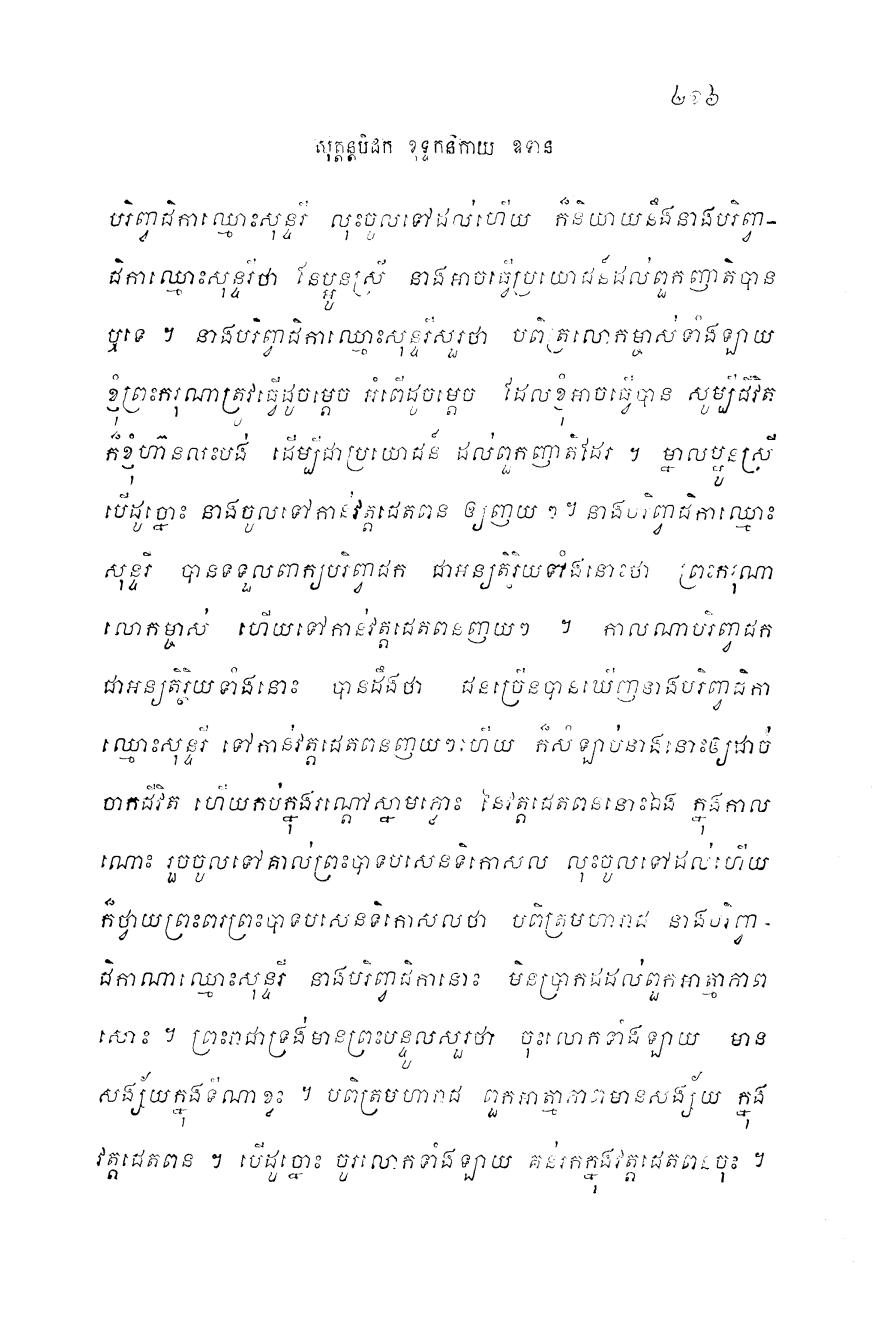 ២១៦
សុត្តន្តបិដក ខុទ្ទកនិកាយ ឧទាន
បរិញ្វជិកាឈ្មោះសុន្ទរី លុះចូលទៅដល់ហើយ ក៏និយាយនឹងនាងបរិព្វា-
ជិកាឈ្មោះសុន្ទរីថា នែប្អូនស្រី នាងអាចធ្វើប្រយោជន៍ដល់ពួកញាតិបាន
ឬទេ ។ នាងបរិព្វាជិកាឈ្មោះសុន្ទរីសួរថា បពិត្រលោកម្ចាស់ទាំងឡាយ
ខ្ញុំព្រះករុណាត្រូវធ្វើដូចម្តេច អំពើដូចម្តេច ដែលខ្ញុំអាចធ្វើបាន សូម្បីជីវិត
ក៏ខ្ញុំហ៊ានលះបង់ ដើម្បីជាប្រយោជន៍ ដល់ពួកញាតិដែរ ។ ម្នាលប្អូនស្រី
បើដូច្នោះ នាងចូលទៅកាន់វត្តជេតពន ឲ្យញយ ៗ ។ នាងបរិព្វាជិកាឈ្មោះ
សុន្ទរី បានទទួលពាក្យបរិព្វាជក ជាអន្យតិរ្ថិយទាំងនោះថា ព្រះករុណា
លោកម្ចាស់ ហើយទៅកាន់វត្តជេតពនញយៗ ។ កាលណាបរិព្វាជក
ជាអន្យតិរ្ថិយទាំងនោះ បានដឹងថា ជនច្រើនបានឃើញនាងបរិព្វាជិកា
ឈ្មោះសុន្ទរី ទៅកាន់វត្តជេតពនញយៗហើយ ក៏សំឡាប់នាងនោះឲ្យដាច់
ចាកជីវិត ហើយកប់ក្នុងរណ្តៅស្នាមភ្លោះ នៃវត្តជេតពននោះឯង ក្នុងកាល
ណោះ រួចចូលទៅគាល់ព្រះបាទបសេនទិកោសល លុះចូលទៅដល់ហើយ
ក៏ថ្វាយព្រះពរព្រះបាទបសេនទិកោសលថា បពិត្រមហារាជ នាងបរិព្វា-
ជិកាណាឈ្មោះសុន្ទរី នាងបរិព្វាជិកានោះ មិនប្រាកដដល់ពួកអាត្មាភាព
សោះ ។ ព្រះរាជាទ្រង់មានព្រះបន្ទូលសួរថា ចុះលោកទាំងឡាយ មាន
សង្ស័យក្នុងទីណាខ្លះ ។ បពិត្រមហារាជ ពួកអាត្មាភាពមានសង្ស័យ ក្នុង
វត្តជេតពន ។ បើដូច្នោះ ចូរលោកទាំងឡាយ គន់រកក្នុងវត្តជេតពនចុះ ។